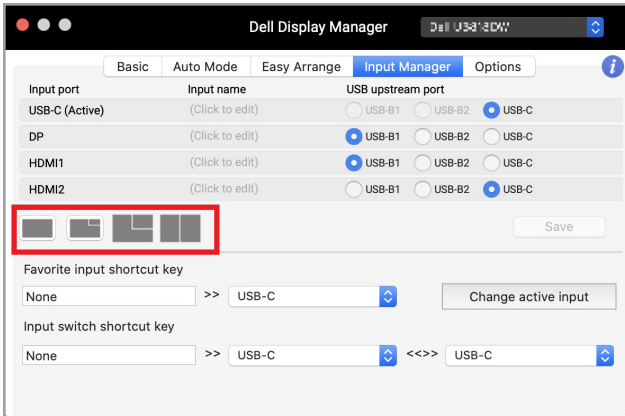 Dell Display Manager
Basic Auto Mode Easy Arrange Input Manager Options i
Input port Input name USB upstream port
USB-C (Active) (Click to edit) USB-B1 USB-B2 USB-C
DP (Click to edit) USB-B1 USB-B2 USB-C
HDMI1 (Click to edit) USB-B1 USB-B2 USB-C
HDMI2 (Click to edit) USB-B1 USB-B2 USB-C
Save
Favorite input shortcut key
None >> USB-C Change active input
Input switch shortcut key
None >> USB-C <<>> USB-C